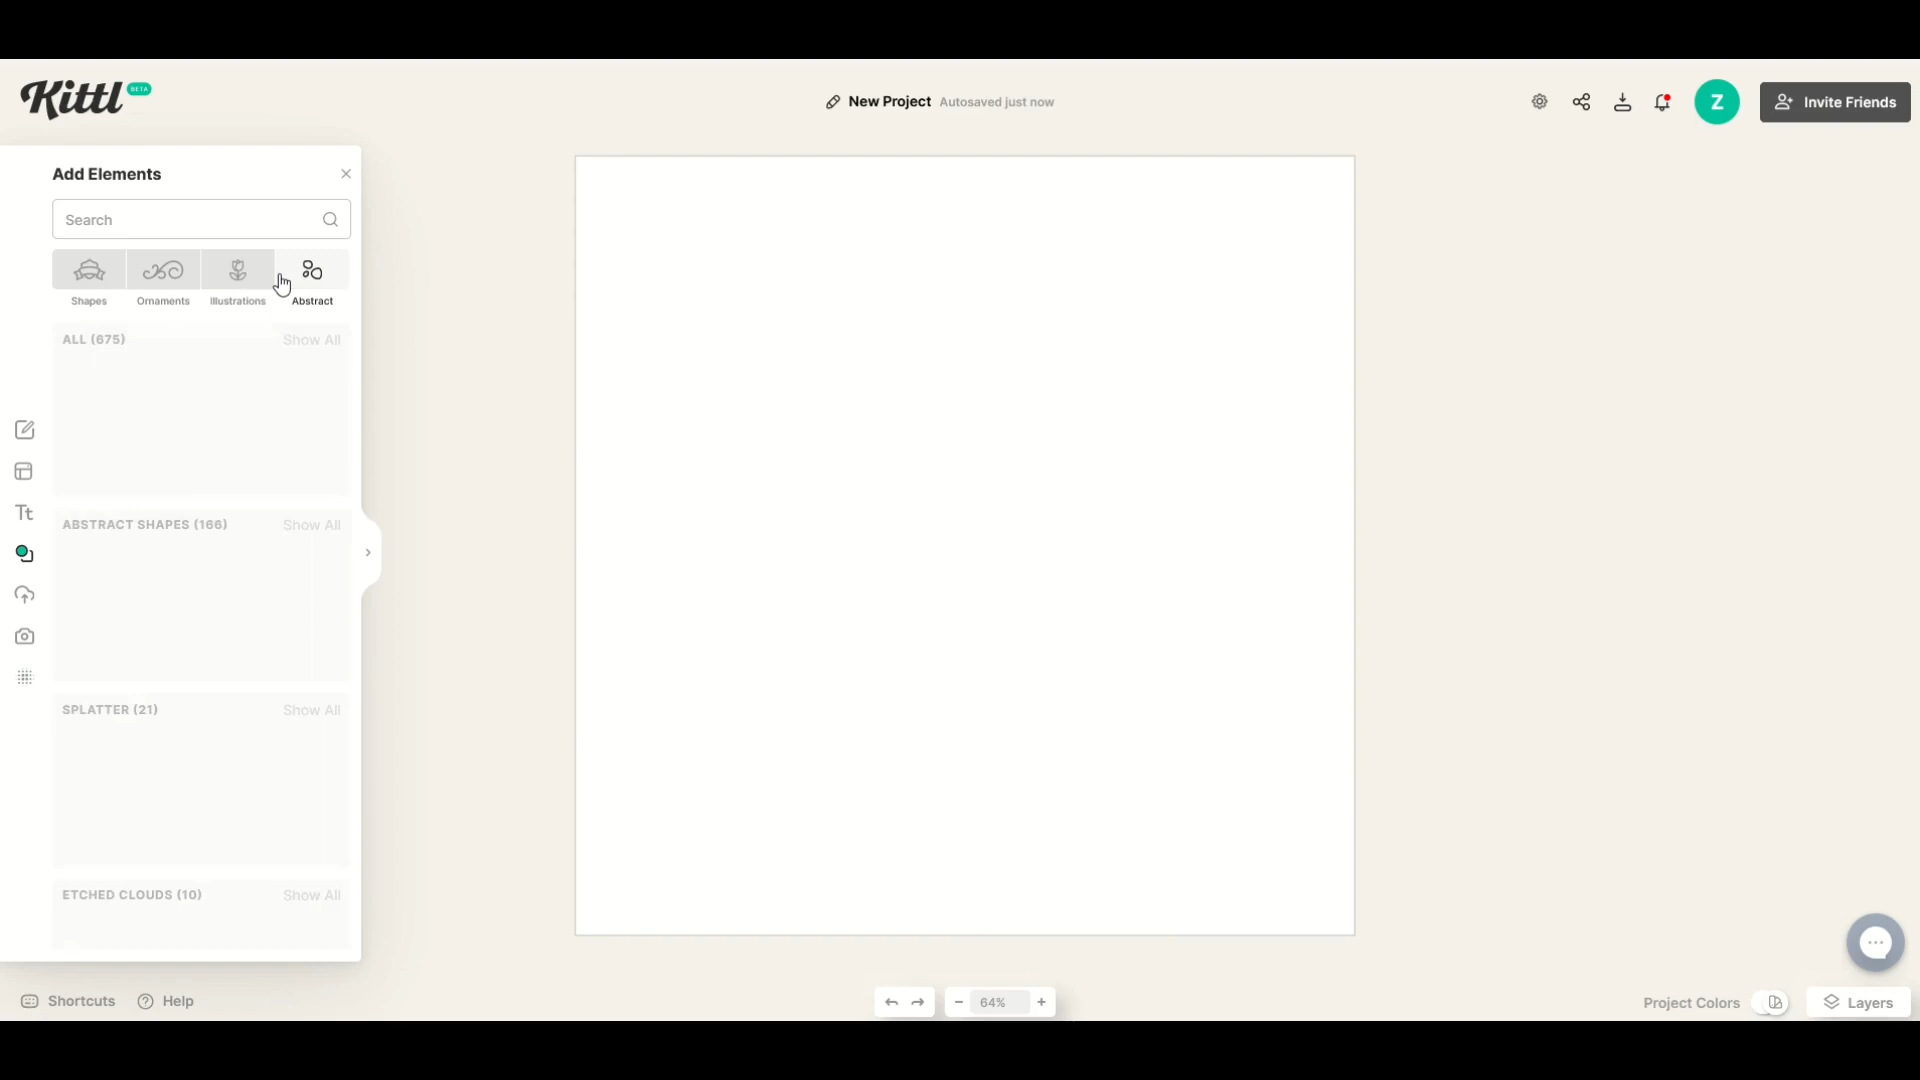 Kittl BETA
New Project Autosaved just now
Z
Invite Friends
Add Elements
Search
Shapes Ornaments Illustrations Abstract
ALL (675) Show All
ABSTRACT SHAPES (166) Show All
SPLATTER (21) Show All
ETCHED CLOUDS (10) Show All
Tt
Shortcuts Help
64%
Project Colors
Layers